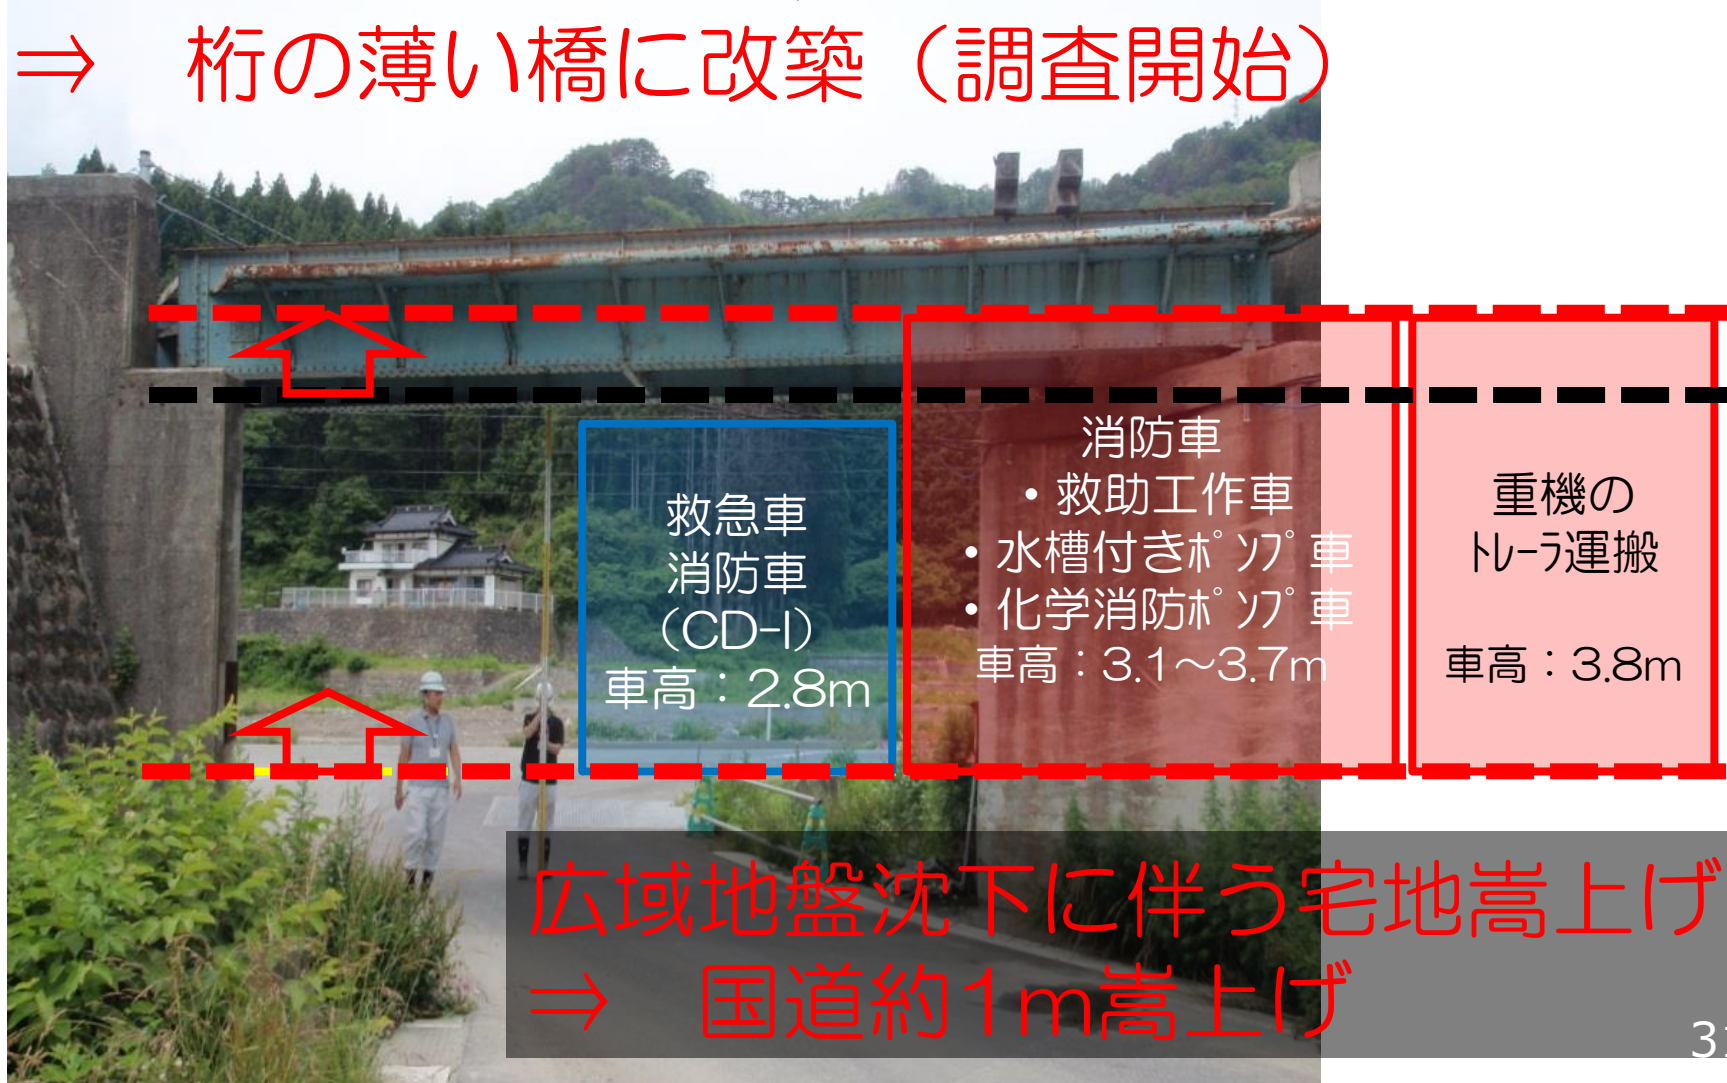 ⇒　桁の薄い橋に改築（調査開始）
救急車
消防車
（CD-I）
車高：2.8m
消防車
・救助工作車
・水槽付きﾎﾟﾝﾌﾟ車
・化学消防ﾎﾟﾝﾌﾟ車
車高：3.1～3.7m
重機の
ﾄﾚｰﾗ運搬
車高：3.8m
広域地盤沈下に伴う宅地嵩上げ
⇒　国道約1m嵩上げ